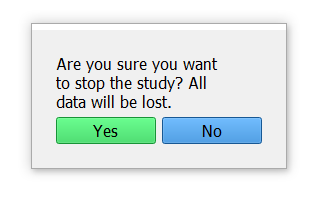 Are you sure you want
to stop the study? All
data will be lost.
Yes No